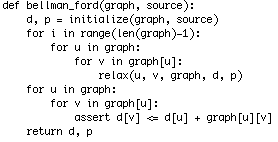 def bellman_ford(graph, source):
    d, p = initialize(graph, source)
    for i in range(len(graph)-1):
        for u in graph:
            for v in graph[u]:
                relax(u, v, graph, d, p)
    for u in graph:
        for v in graph[u]:
            assert d[v] <= d[u] + graph[u][v]
    return d, p